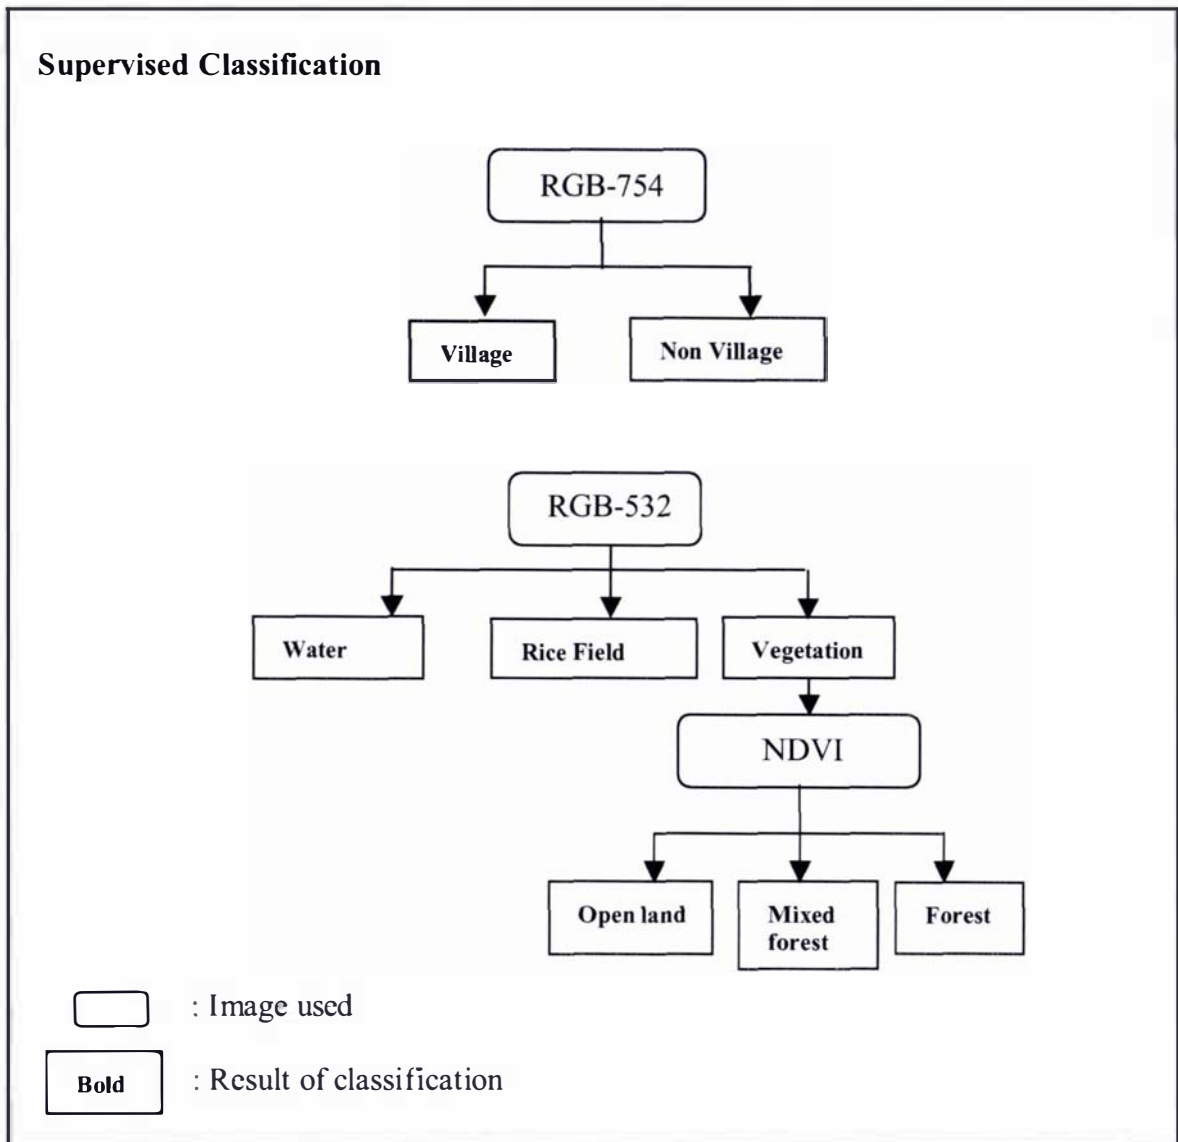 Supervised Classification
RGB-754
Village
Non Village
RGB-532
Water
Rice Field
Vegetation
NDVI
Open land
Mixed
forest
Forest
: Image used
Bold
: Result of classification